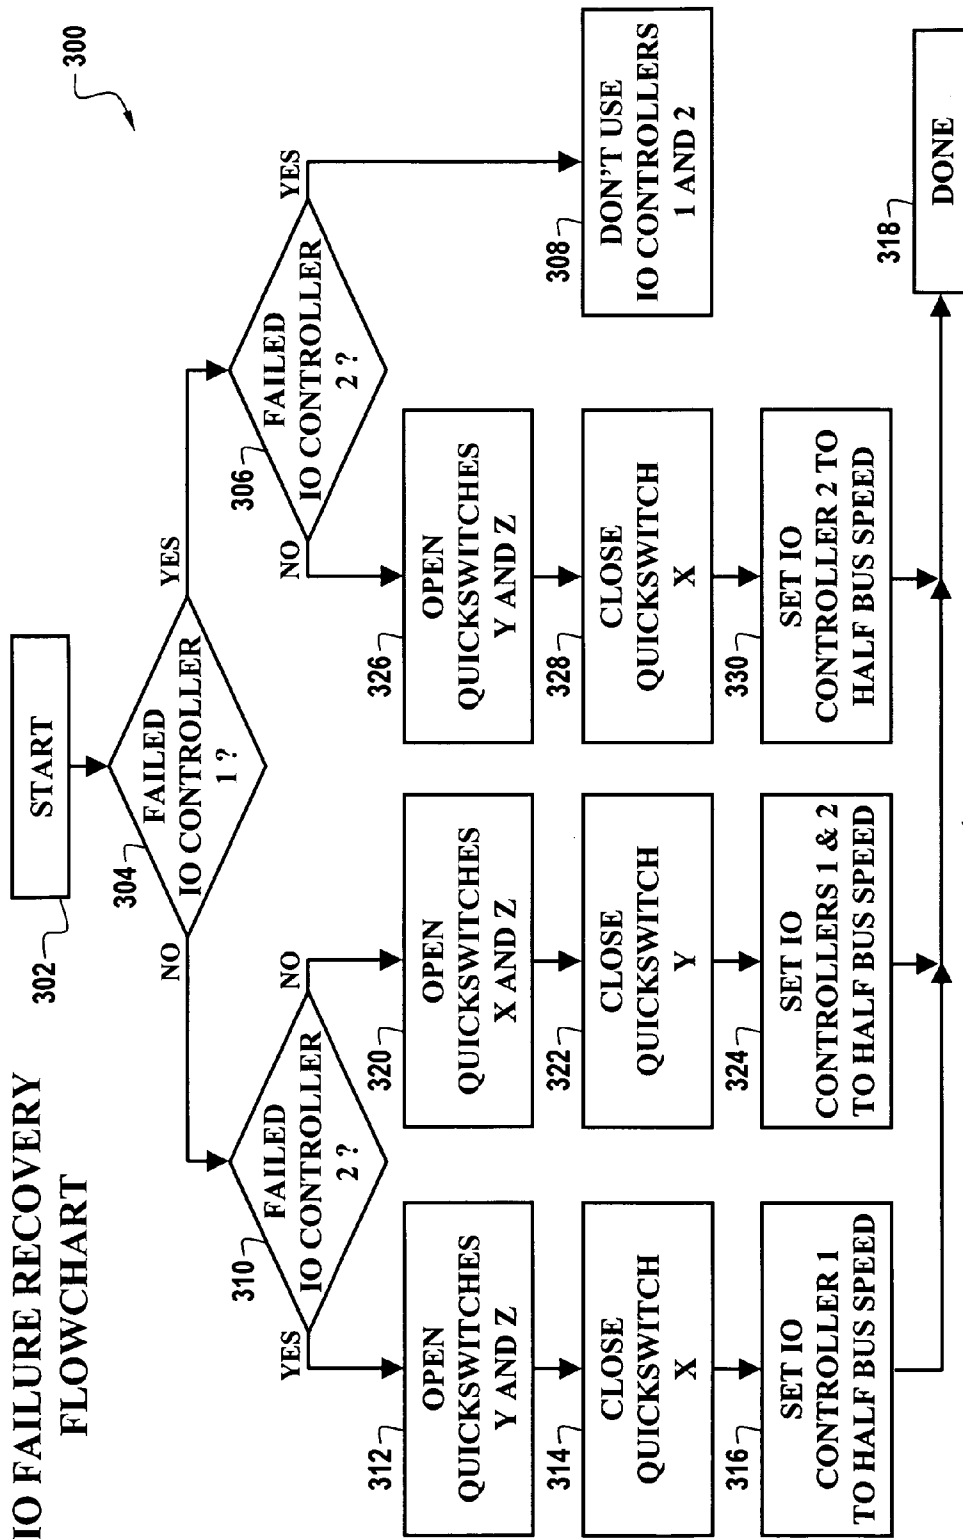 IO FAILURE RECOVERY
FLOWCHART
300
302
START
304
FAILED
IO CONTROLLER
1 ?
NO
YES
310
FAILED
IO CONTROLLER
2 ?
YES
NO
306
FAILED
IO CONTROLLER
2 ?
NO
YES
312
OPEN
QUICKSWITCHES
Y AND Z
320
OPEN
QUICKSWITCHES
X AND Z
326
OPEN
QUICKSWITCHES
Y AND Z
308
DON'T USE
IO CONTROLLERS
1 AND 2
314
CLOSE
QUICKSWITCH
X
322
CLOSE
QUICKSWITCH
Y
328
CLOSE
QUICKSWITCH
X
316
SET IO
CONTROLLER 1
TO HALF BUS SPEED
324
SET IO
CONTROLLERS 1 & 2
TO HALF BUS SPEED
330
SET IO
CONTROLLER 2 TO
HALF BUS SPEED
318
DONE